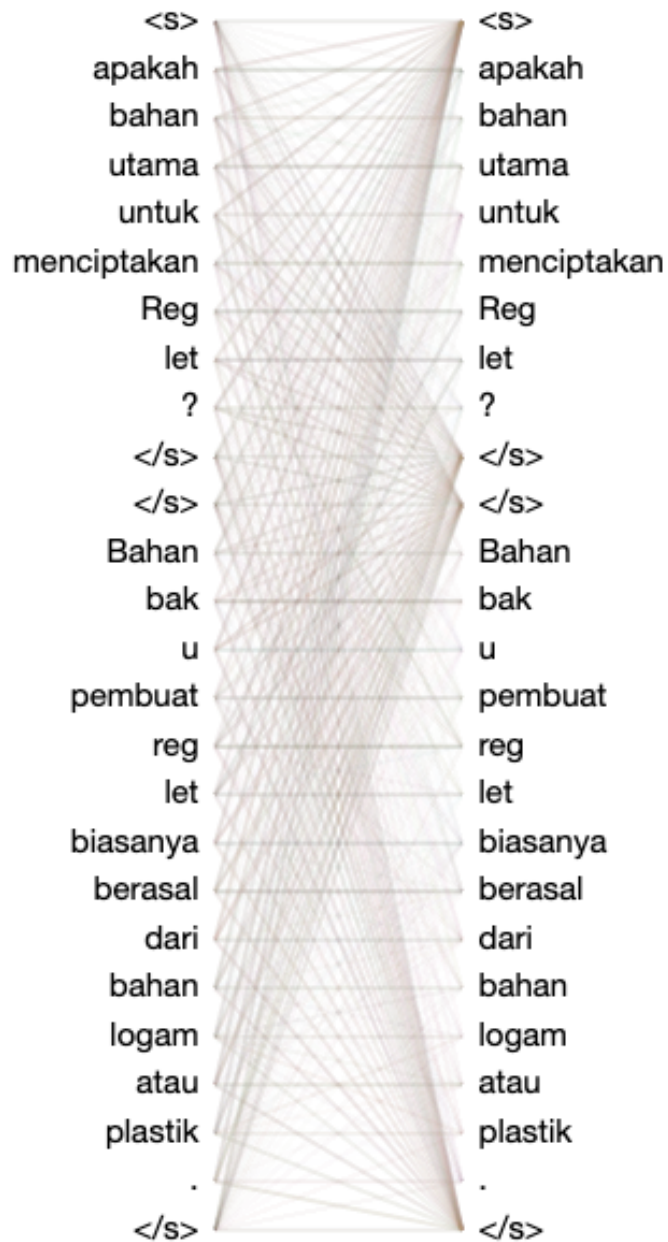 <s> <s>
apakah apakah
bahan bahan
utama utama
untuk untuk
menciptakan menciptakan
Reg Reg
let let
? ?
</s> </s>
</s> </s>
Bahan Bahan
bak bak
u u
pembuat pembuat
reg reg
let let
biasanya biasanya
berasal berasal
dari dari
bahan bahan
logam logam
atau atau
plastik plastik
. .
</s> </s>